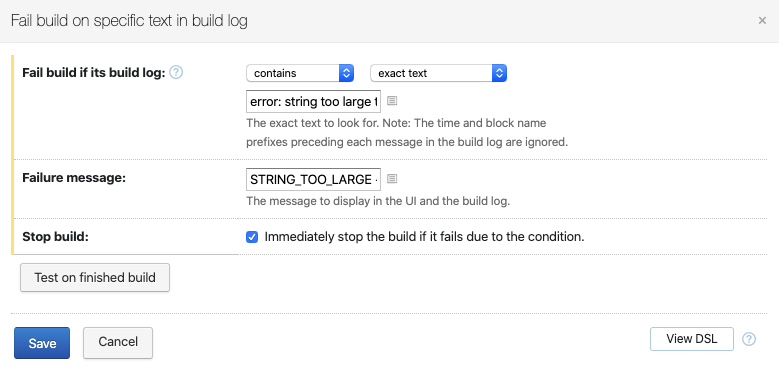 Fail build on specific text in build log
×
Fail build if its build log: ?
contains
exact text
error: string too large
The exact text to look for. Note: The time and block name
prefixes preceding each message in the build log are ignored.
Failure message:
STRING_TOO_LARGE -
The message to display in the UI and the build log.
Stop build:
Immediately stop the build if it fails due to the condition.
Test on finished build
Save
Cancel
View DSL
?